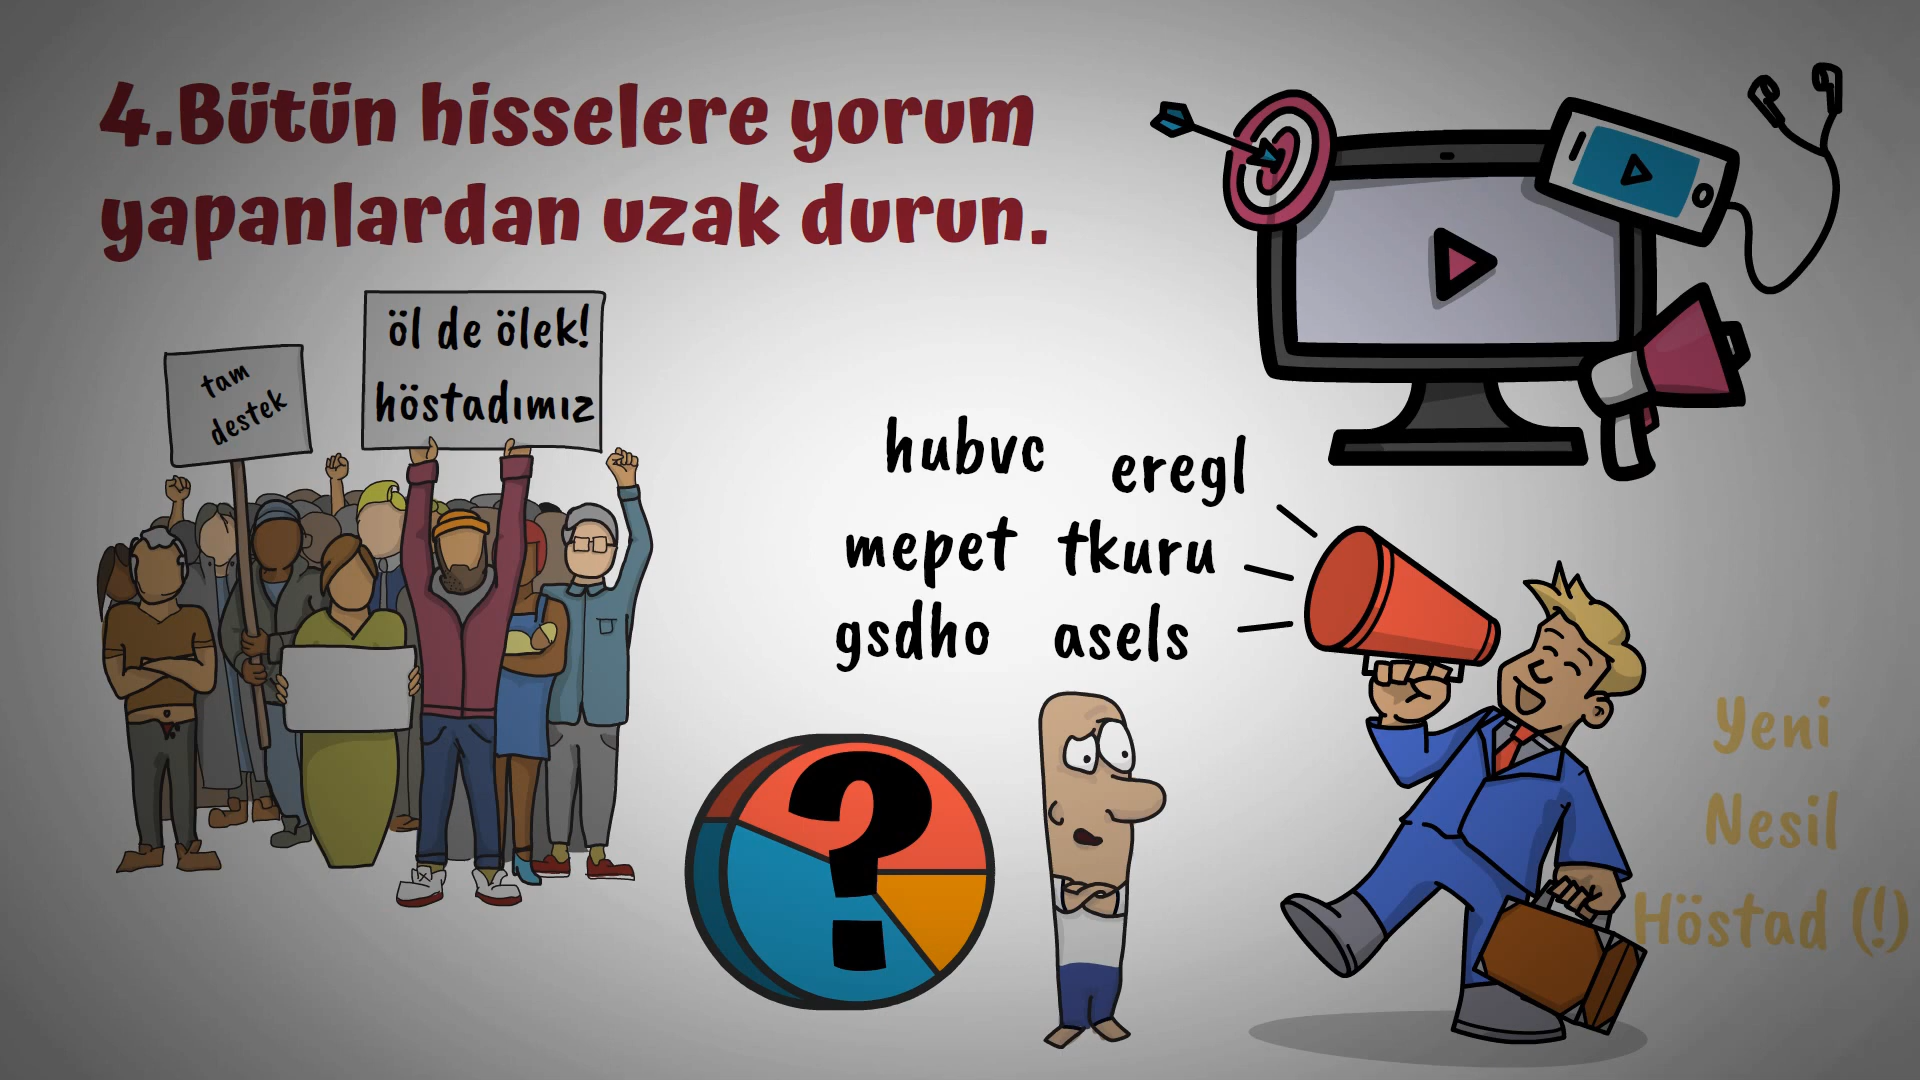 4.Bütün hisselere yorum
yapanlardan uzak durun.
tam
destek
öl de ölek!
höstadımız
hubvc eregl
mepet tkuru
gsdho asels
Yeni
Nesil
Höstad (!)